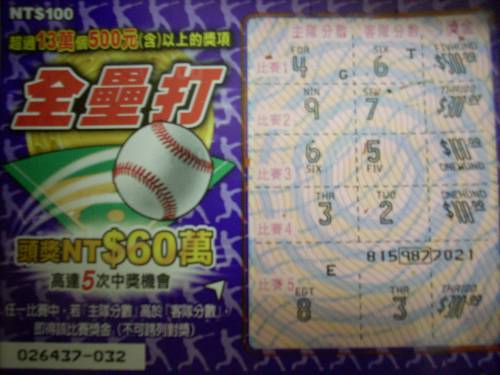 NT$100
超過13萬個500元(含)以上的獎項
全壘打
頭獎NT$60萬
高達5次中獎機會
任一比賽中，若「主隊分數」高於「客隊分數」，
即得該比賽獎金（不可跨列對獎）
026437-032
主隊分數 客隊分數 獎金
比賽1
FOR SIX
4 G 6 T
比賽2
NIN
9 7
比賽3
6 5
SIX FIV
比賽4
THR TWO
3 2
8159827021
E
比賽5
EGT THR
8 3